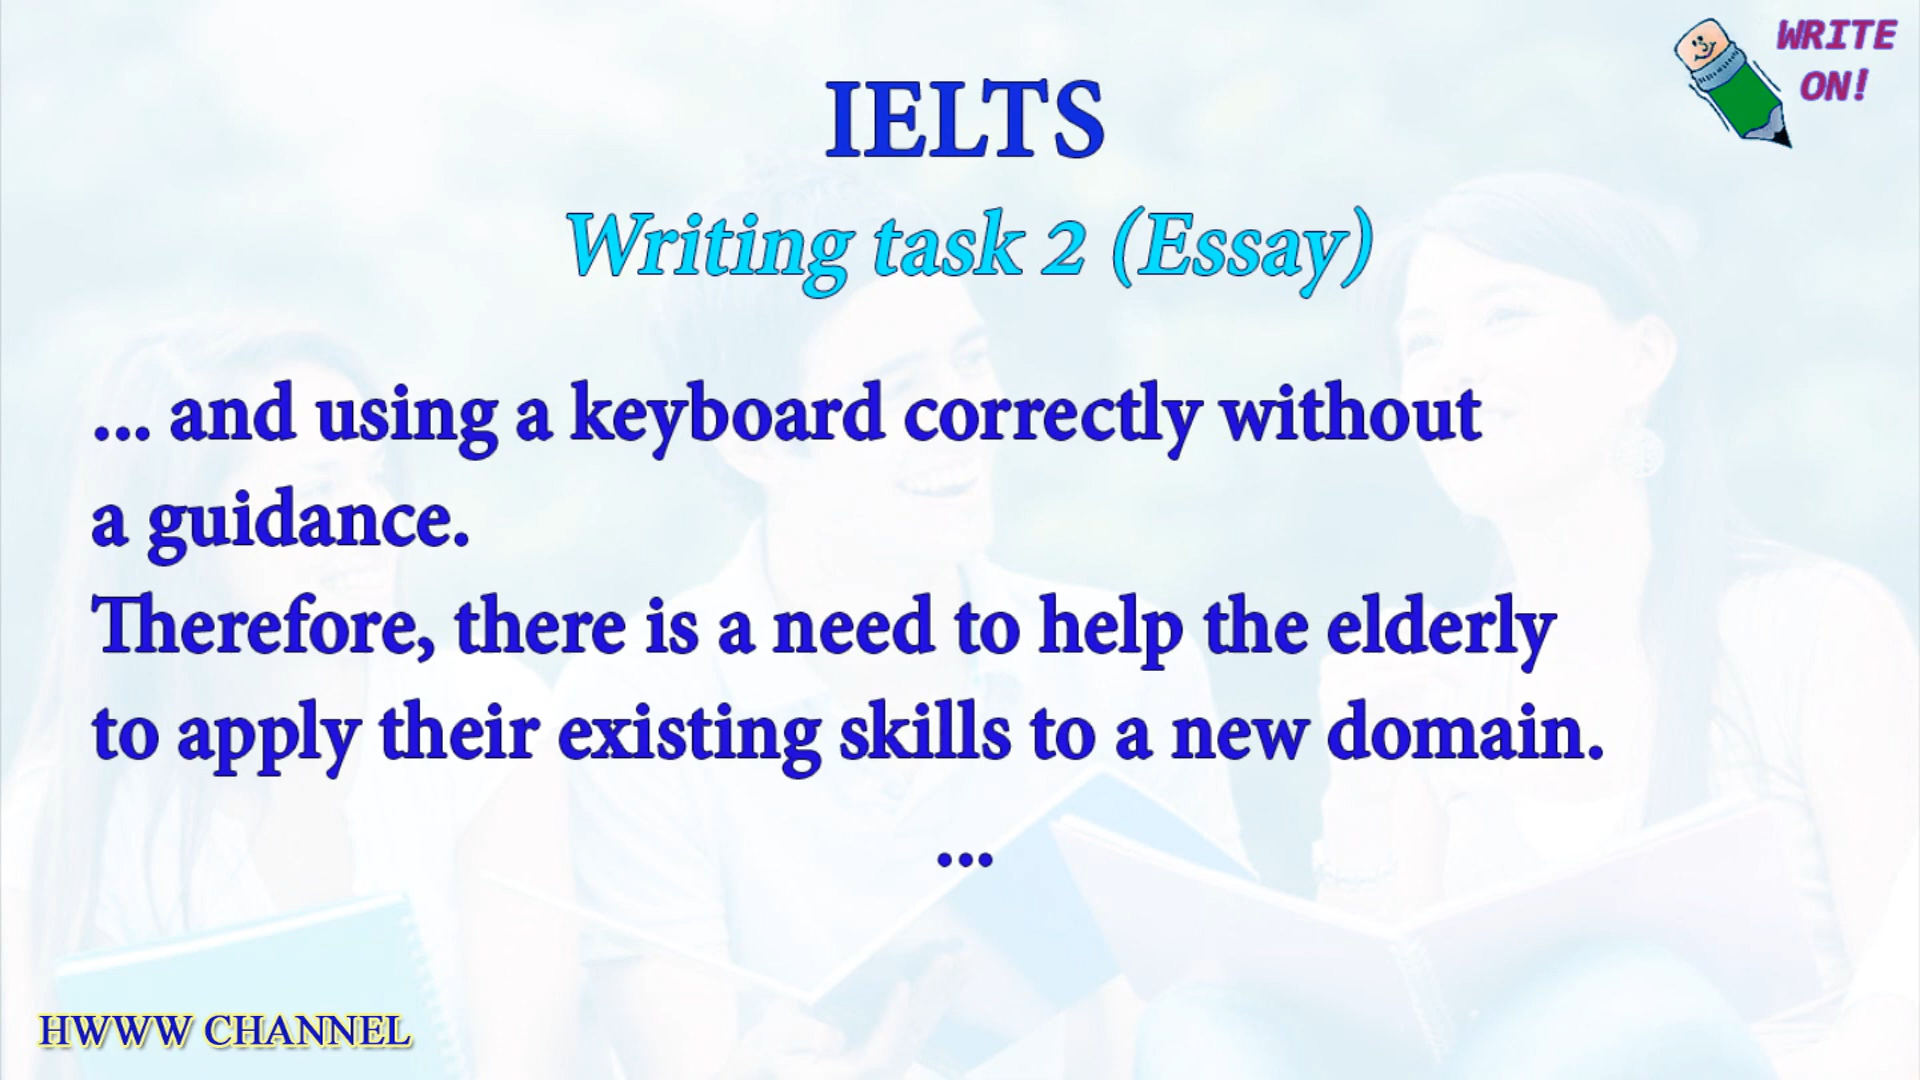 WRITE
ON!
IELTS
Writing task 2 (Essay)
... and using a keyboard correctly without
a guidance.
Therefore, there is a need to help the elderly
to apply their existing skills to a new domain.
...
HWWW CHANNEL